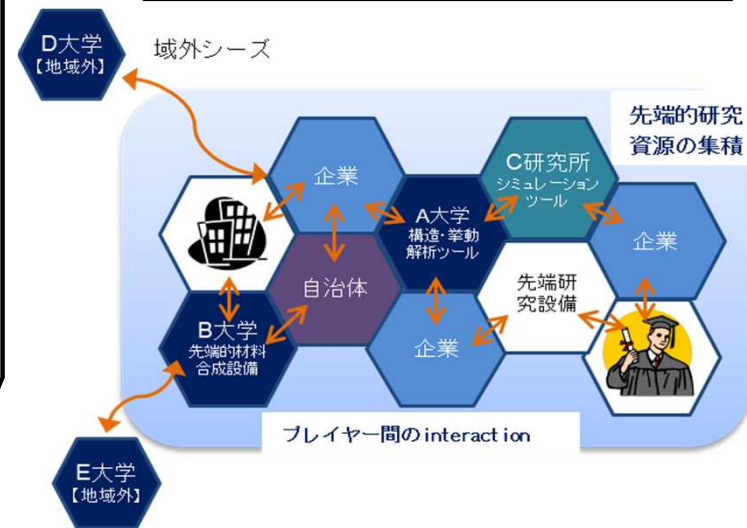 D大学
【地域外】
域外シーズ
先端的研究
資源の集積
企業
C研究所
シミュレーション
ツール
A大学
構造・挙動
解析ツール
企業
自治体
先端研
究設備
B大学
先端的材料
合成設備
企業
プレイヤー間のinteraction
E大学
【地域外】